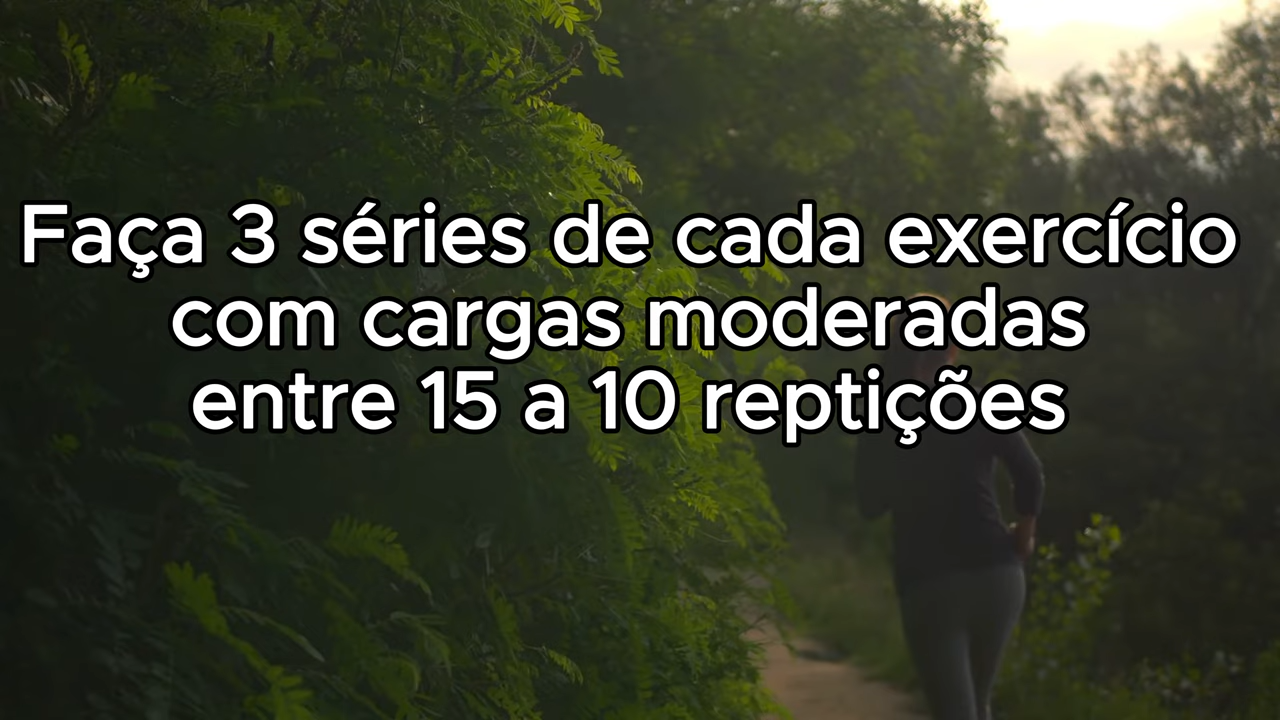 Faça 3 séries de cada exercício
com cargas moderadas
entre 15 a 10 reptições